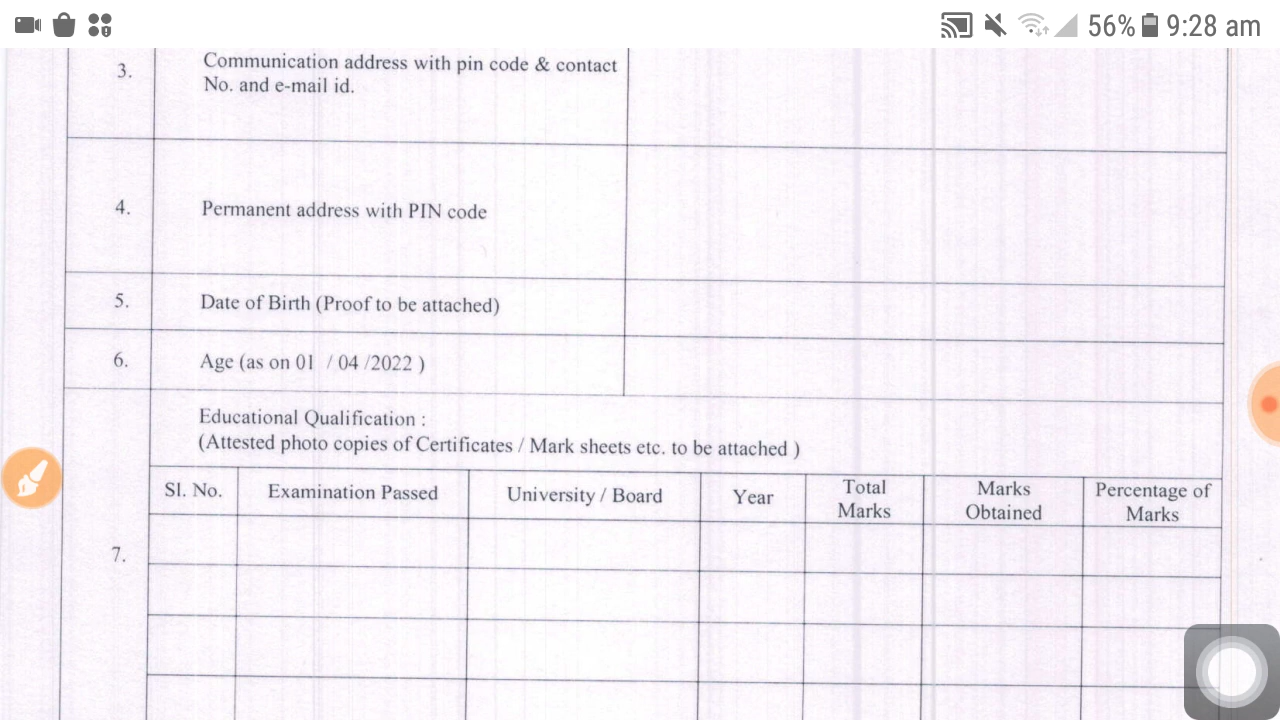 56% 9:28 am
3.
Communication address with pin code & contact
No. and e-mail id.
4.
Permanent address with PIN code
5.
Date of Birth (Proof to be attached)
6.
Age (as on 01 / 04 /2022 )
7.
Educational Qualification :
(Attested photo copies of Certificates / Mark sheets etc. to be attached )
Sl. No.
Examination Passed
University / Board
Year
Total
Marks
Marks
Obtained
Percentage of
Marks